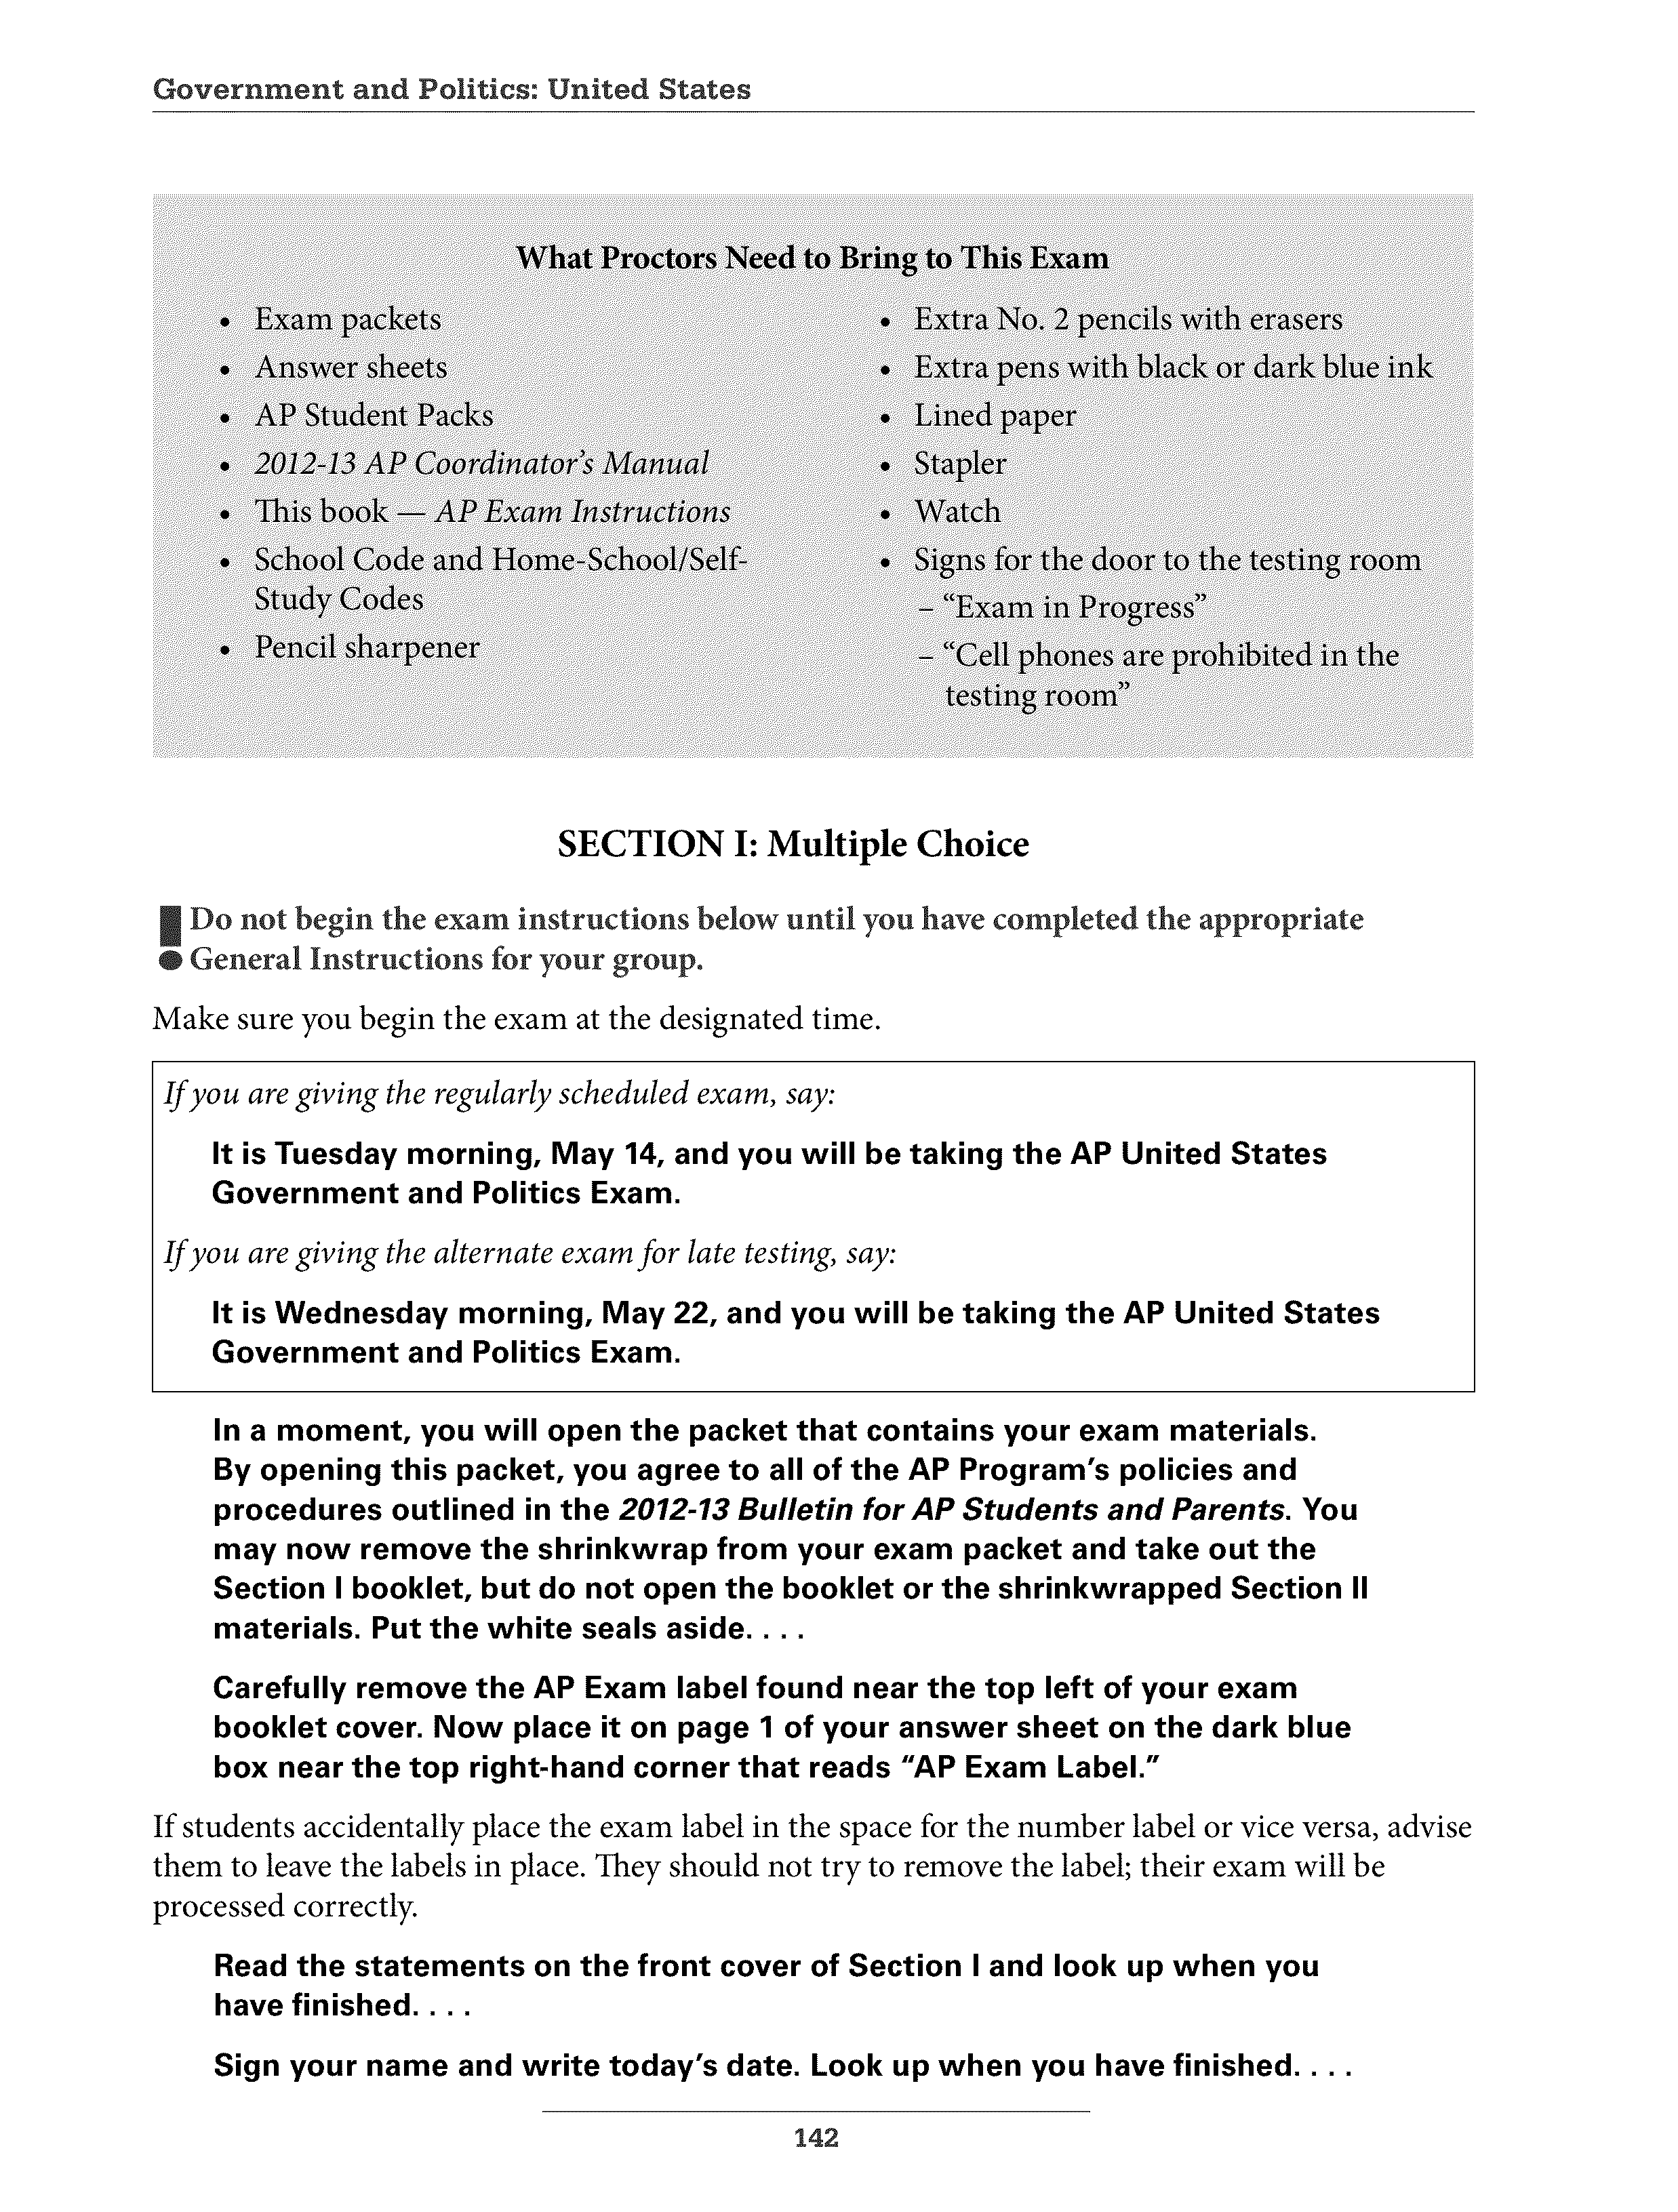 Government and Politics: United States
What Proctors Need to Bring to This Exam
• Exam packets
• Answer sheets
• AP Student Packs
• 2012-13 AP Coordinator’s Manual
• This book — AP Exam Instructions
• School Code and Home-School/Self-
Study Codes
• Pencil sharpener
• Extra No. 2 pencils with erasers
• Extra pens with black or dark blue ink
• Lined paper
• Stapler
• Watch
• Signs for the door to the testing room
– “Exam in Progress”
– “Cell phones are prohibited in the
testing room”
SECTION I: Multiple Choice
Do not begin the exam instructions below until you have completed the appropriate
General Instructions for your group.
Make sure you begin the exam at the designated time.
If you are giving the regularly scheduled exam, say:
It is Tuesday morning, May 14, and you will be taking the AP United States
Government and Politics Exam.
If you are giving the alternate exam for late testing, say:
It is Wednesday morning, May 22, and you will be taking the AP United States
Government and Politics Exam.
In a moment, you will open the packet that contains your exam materials.
By opening this packet, you agree to all of the AP Program’s policies and
procedures outlined in the 2012-13 Bulletin for AP Students and Parents. You
may now remove the shrinkwrap from your exam packet and take out the
Section I booklet, but do not open the booklet or the shrinkwrapped Section II
materials. Put the white seals aside. . . .
Carefully remove the AP Exam label found near the top left of your exam
booklet cover. Now place it on page 1 of your answer sheet on the dark blue
box near the top right-hand corner that reads “AP Exam Label.”
If students accidentally place the exam label in the space for the number label or vice versa, advise
them to leave the labels in place. They should not try to remove the label; their exam will be
processed correctly.
Read the statements on the front cover of Section I and look up when you
have finished. . . .
Sign your name and write today’s date. Look up when you have finished. . . .
142